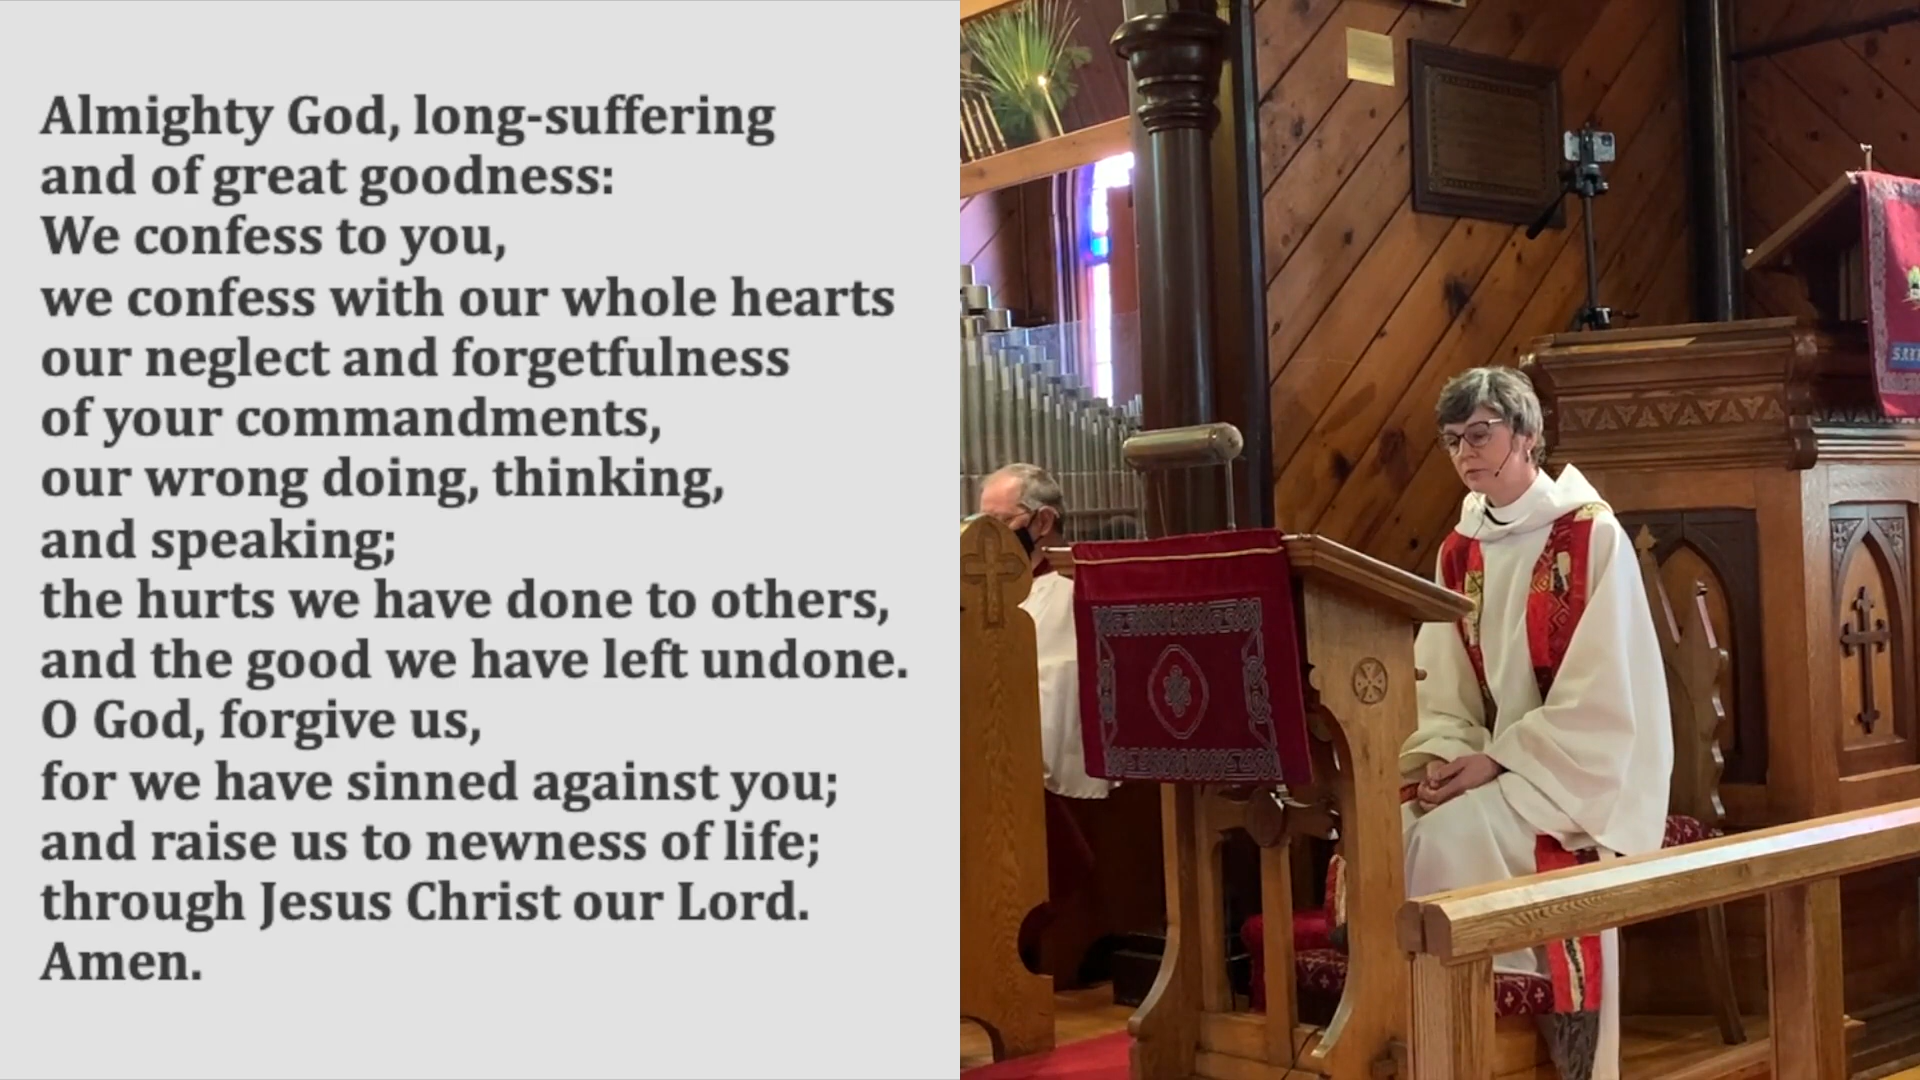 Almighty God, long-suffering
and of great goodness:
We confess to you,
we confess with our whole hearts
our neglect and forgetfulness
of your commandments,
our wrong doing, thinking,
and speaking;
the hurts we have done to others,
and the good we have left undone.
O God, forgive us,
for we have sinned against you;
and raise us to newness of life;
through Jesus Christ our Lord.
Amen.